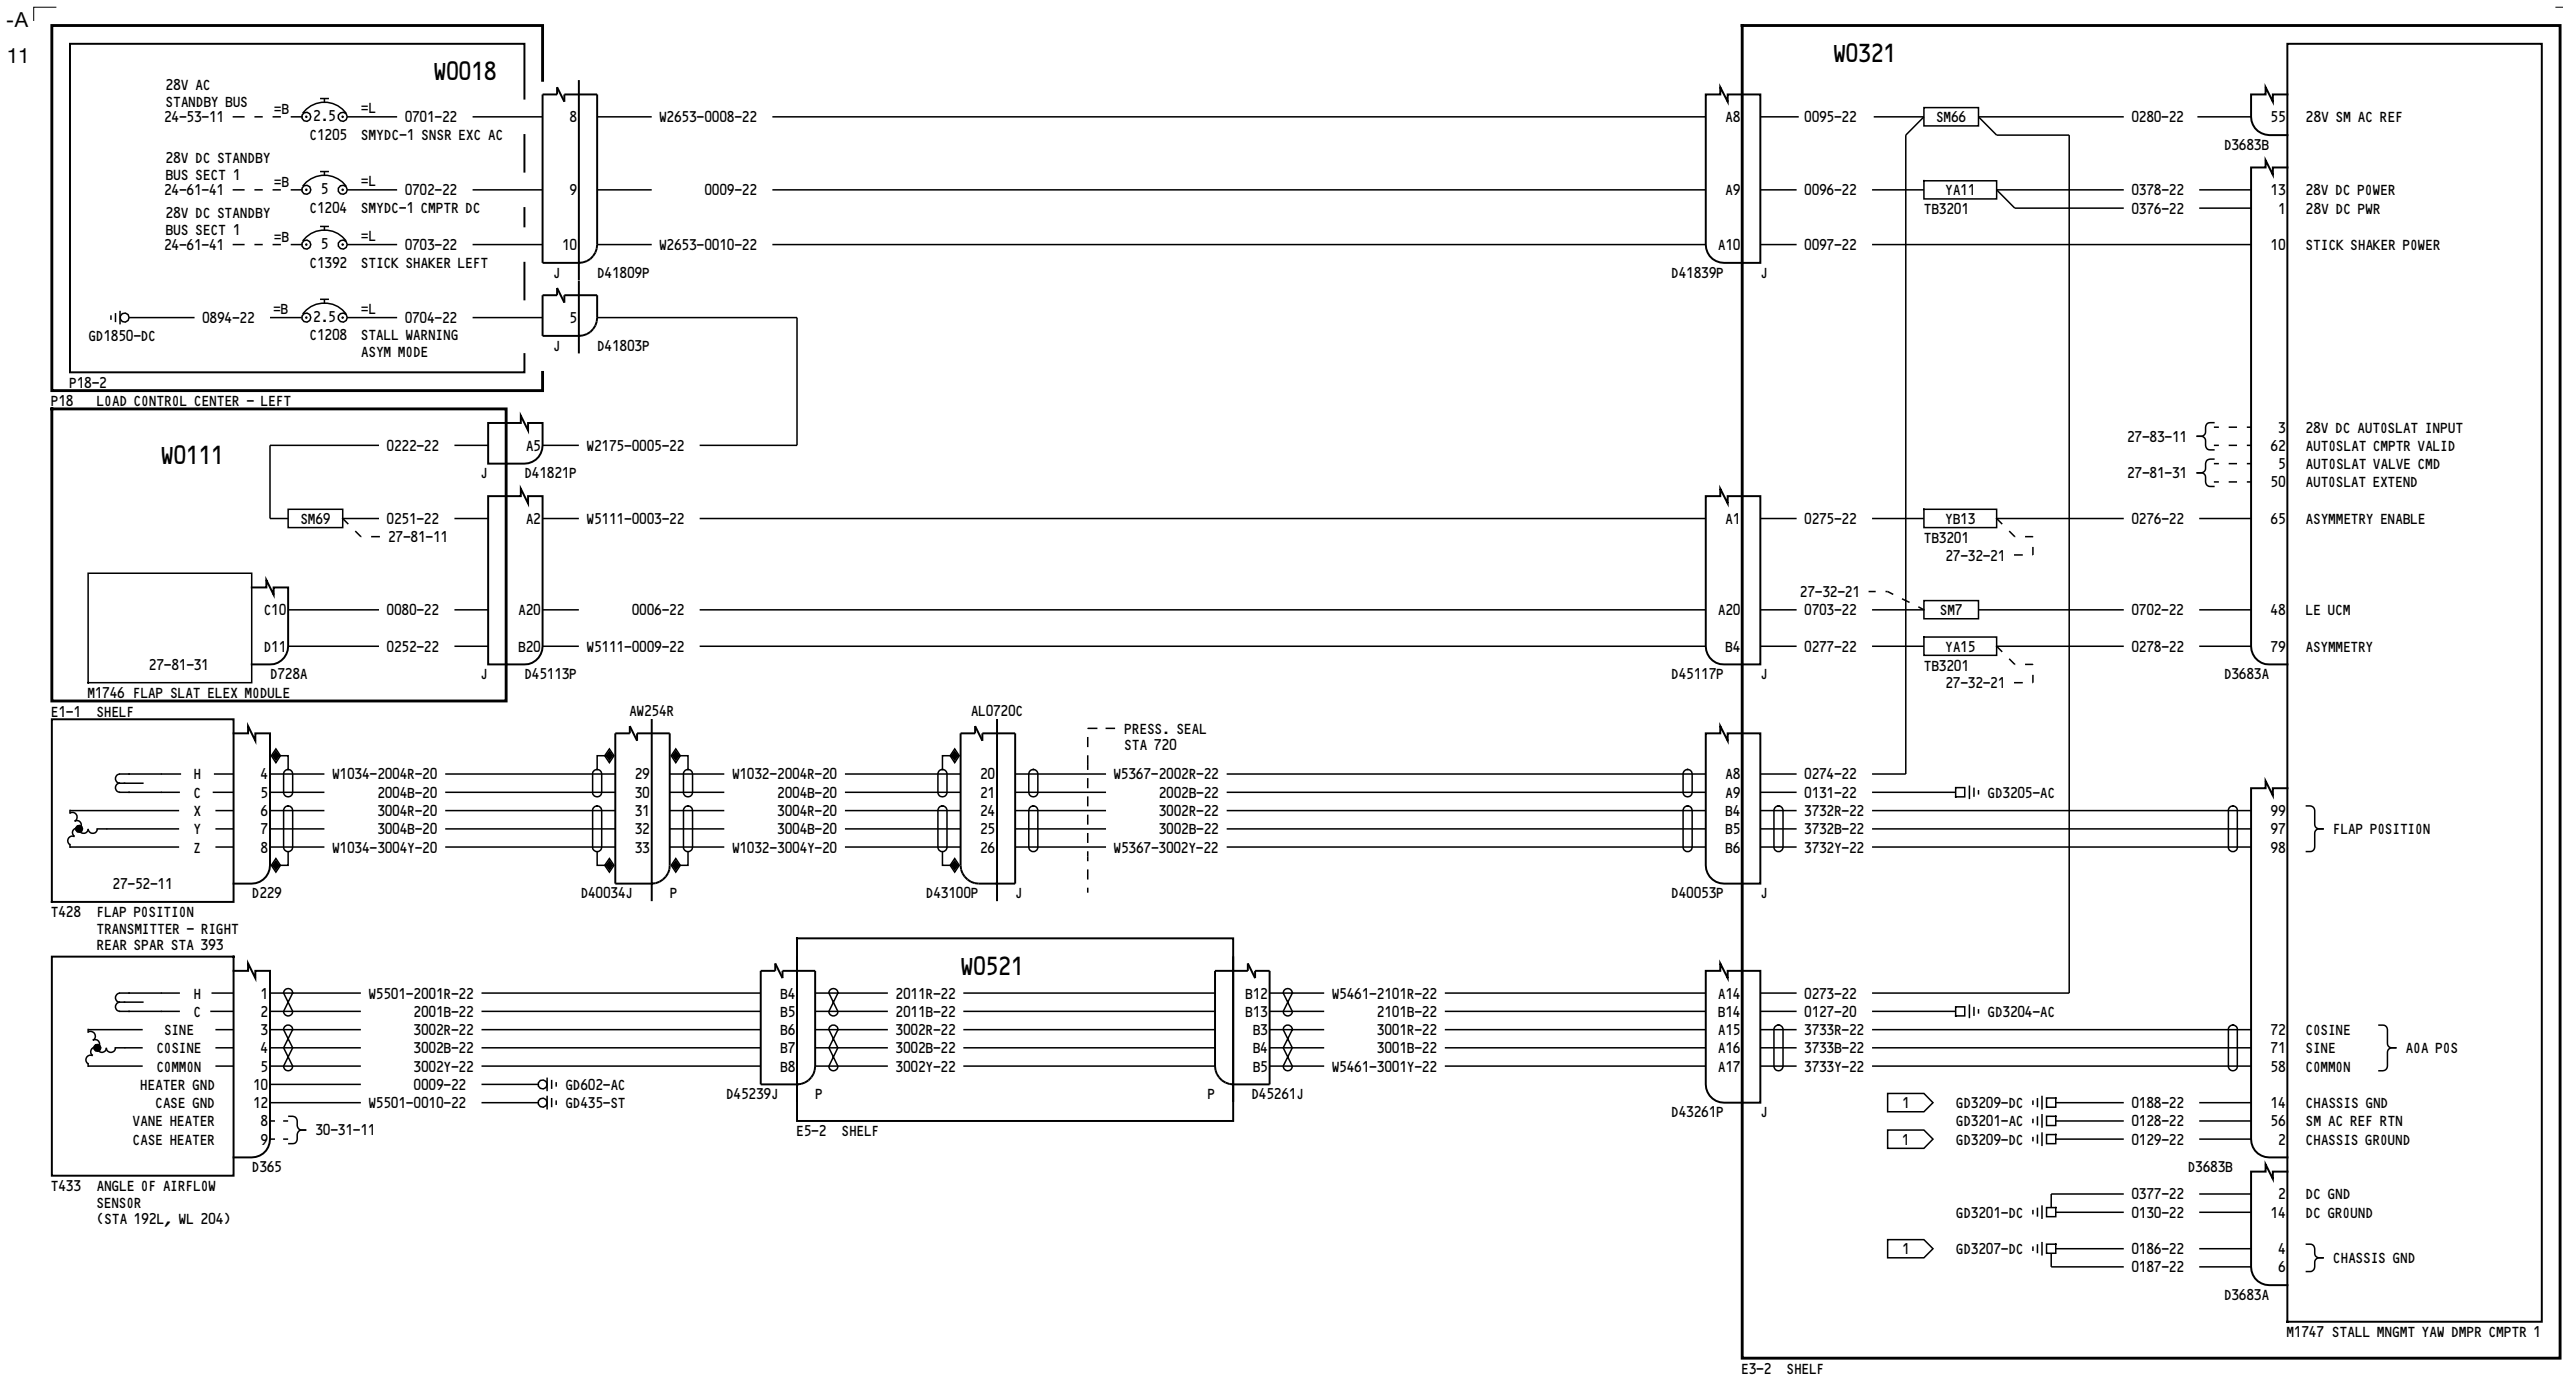 -A
11
W0018
28V AC
STANDBY BUS
24-53-11 =B 2.5 =L 0701-22 8 W2653-0008-22
C1205 SMYDC-1 SNSR EXC AC
28V DC STANDBY
BUS SECT 1
24-61-41 =B 5 =L 0702-22 9 0009-22
C1204 SMYDC-1 CMPTR DC
28V DC STANDBY
BUS SECT 1
24-61-41 =B 5 =L 0703-22 10 W2653-0010-22
C1392 STICK SHAKER LEFT
J D41809P
GD1850-DC 0894-22 =B 2.5 =L 0704-22 5
C1208 STALL WARNING
ASYM MODE
J D41803P
P18-2
P18 LOAD CONTROL CENTER - LEFT
W0111
0222-22 A5 W2175-0005-22
J D41821P
SM69 0251-22 A2 W5111-0003-22
27-81-11
C10 0080-22 A20 0006-22
D11 0252-22 B20 W5111-0009-22
27-81-31
D728A J D45113P
M1746 FLAP SLAT ELEX MODULE
E1-1 SHELF
AW254R AL0720C
PRESS. SEAL
STA 720
H 4 W1034-2004R-20 29 W1032-2004R-20 20 W5367-2002R-22
C 5 2004B-20 30 2004B-20 21 2002B-22
X 6 3004R-20 31 3004R-20 24 3002R-22
Y 7 3004B-20 32 3004B-20 25 3002B-22
Z 8 W1034-3004Y-20 33 W1032-3004Y-20 26 W5367-3002Y-22
27-52-11
D229 D40034J P D43100P J
T428 FLAP POSITION
TRANSMITTER - RIGHT
REAR SPAR STA 393
W0521
H 1 W5501-2001R-22 B4 2011R-22 B12 W5461-2101R-22
C 2 2001B-22 B5 2011B-22 B13 2101B-22
SINE 3 3002R-22 B6 3002R-22 B3 3001R-22
COSINE 4 3002B-22 B7 3002B-22 B4 3001B-22
COMMON 5 3002Y-22 B8 3002Y-22 B5 W5461-3001Y-22
HEATER GND 10 0009-22 GD602-AC
D45239J P P D45261J
CASE GND 12 W5501-0010-22 GD435-ST
VANE HEATER 8
30-31-11
CASE HEATER 9
E5-2 SHELF
D365
T433 ANGLE OF AIRFLOW
SENSOR
(STA 192L, WL 204)
W0321
A8 0095-22 SM66 0280-22 55 28V SM AC REF
D3683B
A9 0096-22 YA11 0378-22 13 28V DC POWER
TB3201 0376-22 1 28V DC PWR
A10 0097-22 10 STICK SHAKER POWER
D41839P J
27-83-11 3 28V DC AUTOSLAT INPUT
62 AUTOSLAT CMPTR VALID
27-81-31 5 AUTOSLAT VALVE CMD
50 AUTOSLAT EXTEND
A1 0275-22 YB13 0276-22 65 ASYMMETRY ENABLE
TB3201
27-32-21
27-32-21
A20 0703-22 SM7 0702-22 48 LE UCM
B4 0277-22 YA15 0278-22 79 ASYMMETRY
TB3201
D45117P J 27-32-21 D3683A
A8 0274-22
A9 0131-22 GD3205-AC
B4 3732R-22 99
B5 3732B-22 97 FLAP POSITION
B6 3732Y-22 98
D40053P J
A14 0273-22
B14 0127-20 GD3204-AC
A15 3733R-22 72 COSINE
A16 3733B-22 71 SINE AOA POS
A17 3733Y-22 58 COMMON
D43261P J
1 GD3209-DC 0188-22 14 CHASSIS GND
GD3201-AC 0128-22 56 SM AC REF RTN
1 GD3209-DC 0129-22 2 CHASSIS GROUND
D3683B
0377-22 2 DC GND
GD3201-DC 0130-22 14 DC GROUND
1 GD3207-DC 0186-22 4
CHASSIS GND
0187-22 6
D3683A
M1747 STALL MNGMT YAW DMPR CMPTR 1
E3-2 SHELF